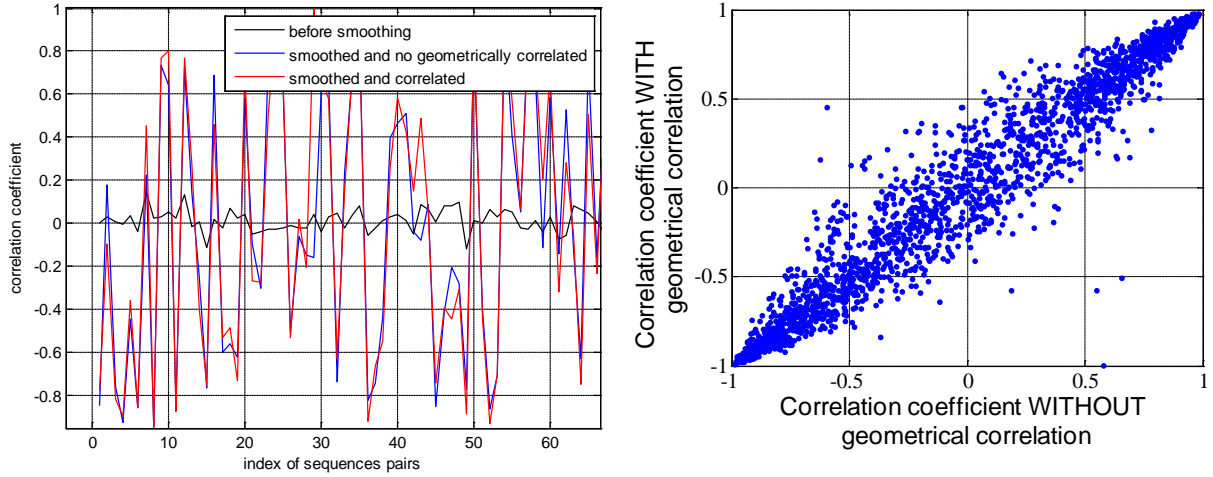 1
0.8
0.6
0.4
0.2
0
-0.2
-0.4
-0.6
-0.8
correlation coefficient
before smoothing
smoothed and no geometrically correlated
smoothed and correlated
0 10 20 30 40 50 60
index of sequences pairs
1
0.5
0
-0.5
-1
Correlation coefficient WITH
geometrical correlation
-1 -0.5 0 0.5 1
Correlation coefficient WITHOUT
geometrical correlation